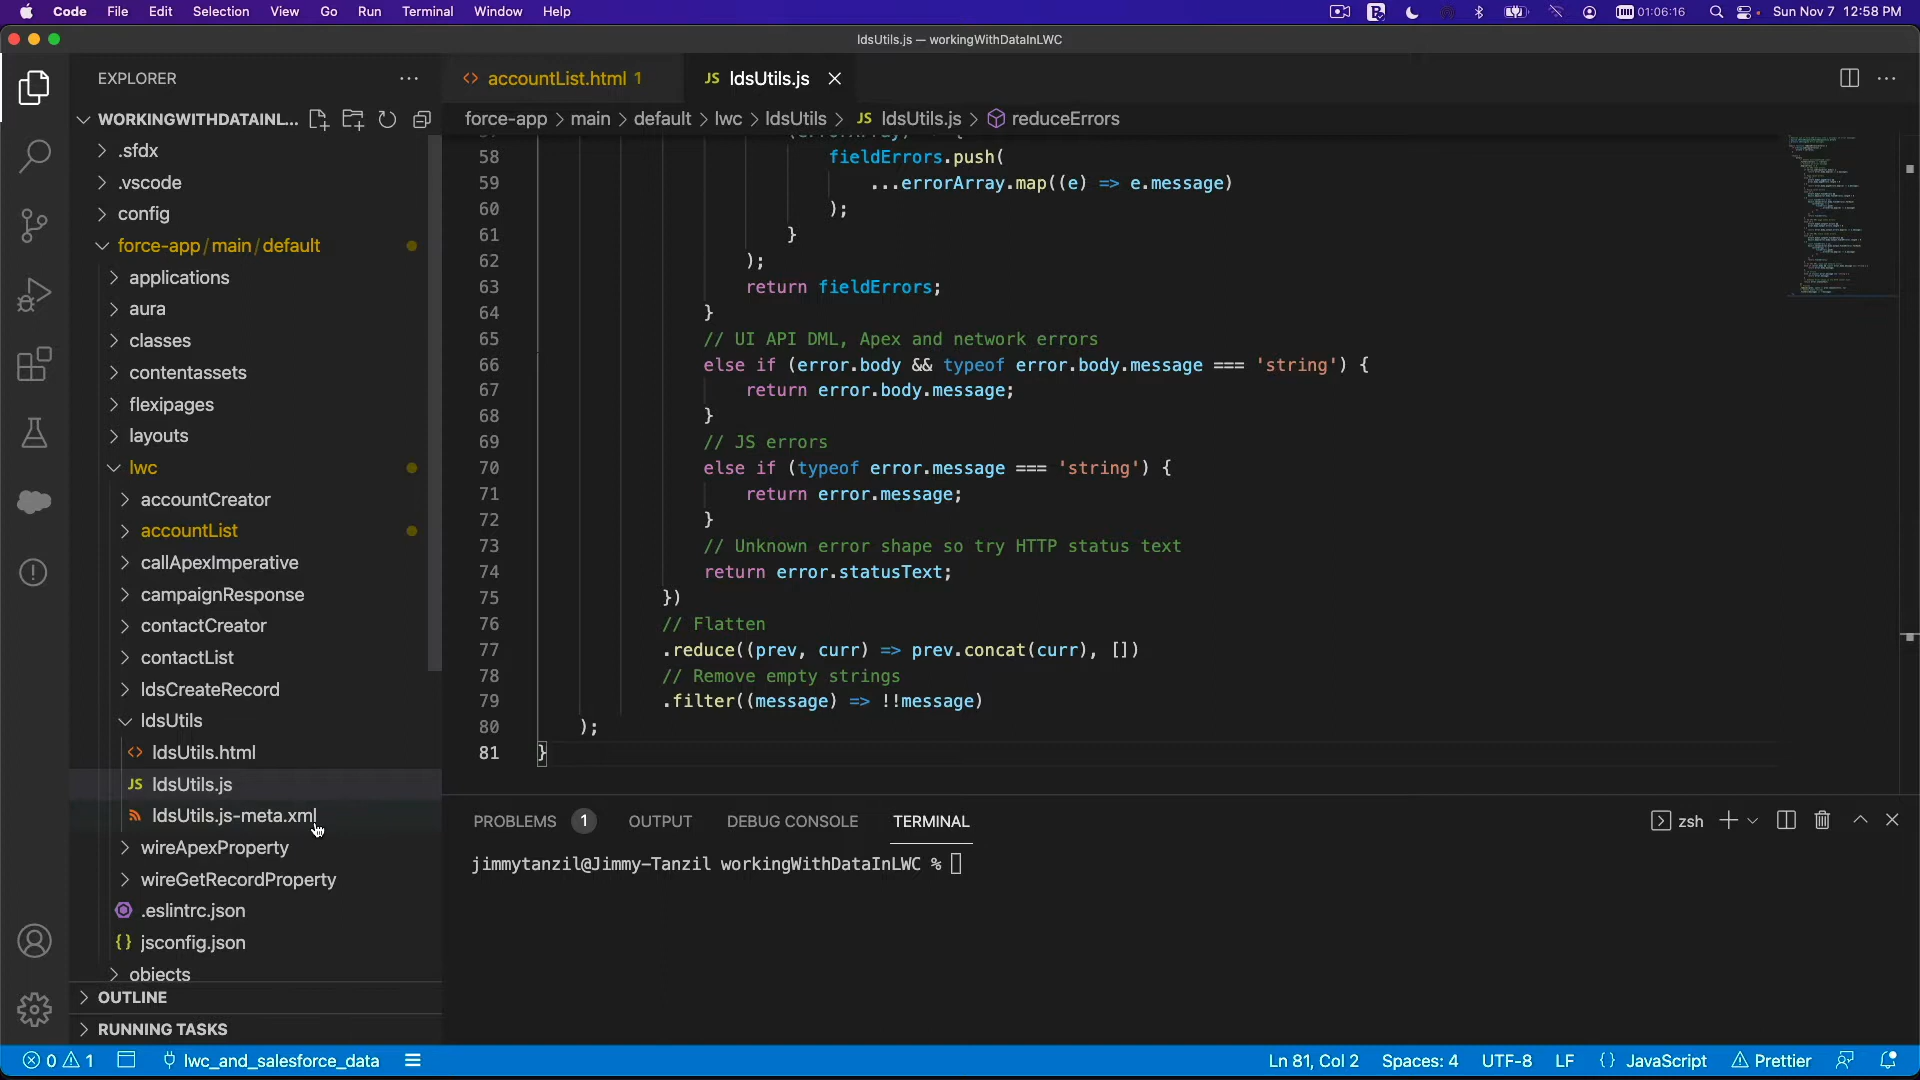 Code File Edit Selection View Go Run Terminal Window Help 01:06:16 Sun Nov 7 12:58 PM
ldsUtils.js — workingWithDataInLWC
EXPLORER
accountList.html 1
JS ldsUtils.js
WORKINGWITHDATAINL...
force-app > main > default > lwc > ldsUtils > JS ldsUtils.js > reduceErrors
.sfdx
.vscode
config
force-app / main / default
applications
aura
classes
contentassets
flexipages
layouts
lwc
accountCreator
accountList
callApexImperative
campaignResponse
contactCreator
contactList
ldsCreateRecord
ldsUtils
ldsUtils.html
JS ldsUtils.js
ldsUtils.js-meta.xml
wireApexProperty
wireGetRecordProperty
.eslintrc.json
{} jsconfig.json
objects
OUTLINE
RUNNING TASKS
58 fieldErrors.push(
59 ...errorArray.map((e) => e.message)
60 );
61 }
62 );
63 return fieldErrors;
64 }
65 // UI API DML, Apex and network errors
66 else if (error.body && typeof error.body.message === 'string') {
67 return error.body.message;
68 }
69 // JS errors
70 else if (typeof error.message === 'string') {
71 return error.message;
72 }
73 // Unknown error shape so try HTTP status text
74 return error.statusText;
75 })
76 // Flatten
77 .reduce((prev, curr) => prev.concat(curr), [])
78 // Remove empty strings
79 .filter((message) => !!message)
80 );
81 }
PROBLEMS 1 OUTPUT DEBUG CONSOLE TERMINAL zsh
jimmytanzil@Jimmy-Tanzil workingWithDataInLWC %
0 1 lwc_and_salesforce_data Ln 81, Col 2 Spaces: 4 UTF-8 LF {} JavaScript Prettier